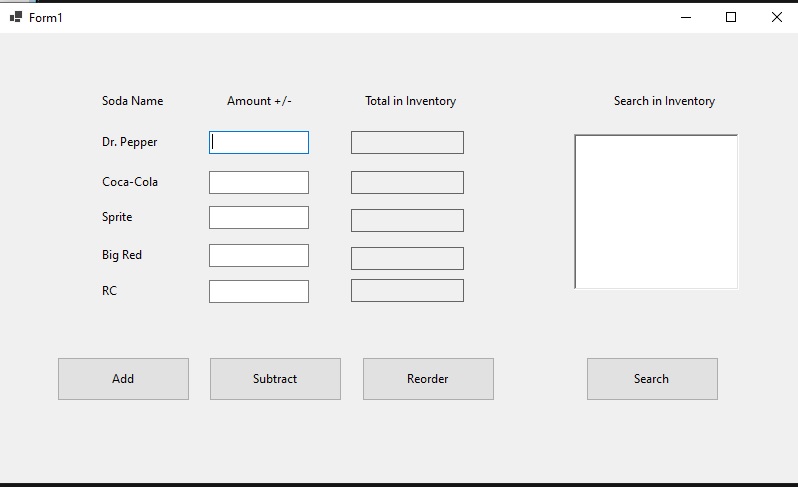 Form1
Soda Name Amount +/- Total in Inventory Search in Inventory
Dr. Pepper
Coca-Cola
Sprite
Big Red
RC
Add Subtract Reorder Search